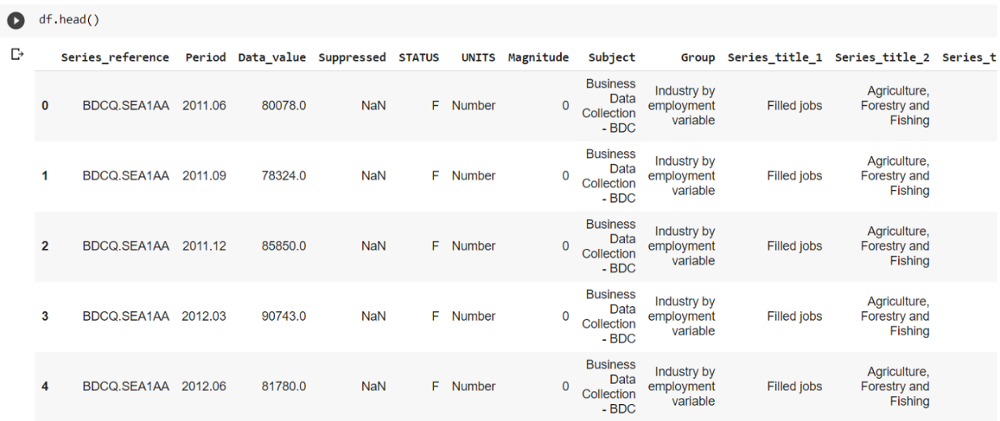 df.head()
Series_reference Period Data_value Suppressed STATUS UNITS Magnitude Subject Group Series_title_1 Series_title_2 Series_t
0 BDCQ.SEA1AA 2011.06 80078.0 NaN F Number 0 Business Data Collection - BDC Industry by employment variable Filled jobs Agriculture, Forestry and Fishing
1 BDCQ.SEA1AA 2011.09 78324.0 NaN F Number 0 Business Data Collection - BDC Industry by employment variable Filled jobs Agriculture, Forestry and Fishing
2 BDCQ.SEA1AA 2011.12 85850.0 NaN F Number 0 Business Data Collection - BDC Industry by employment variable Filled jobs Agriculture, Forestry and Fishing
3 BDCQ.SEA1AA 2012.03 90743.0 NaN F Number 0 Business Data Collection - BDC Industry by employment variable Filled jobs Agriculture, Forestry and Fishing
4 BDCQ.SEA1AA 2012.06 81780.0 NaN F Number 0 Business Data Collection - BDC Industry by employment variable Filled jobs Agriculture, Forestry and Fishing